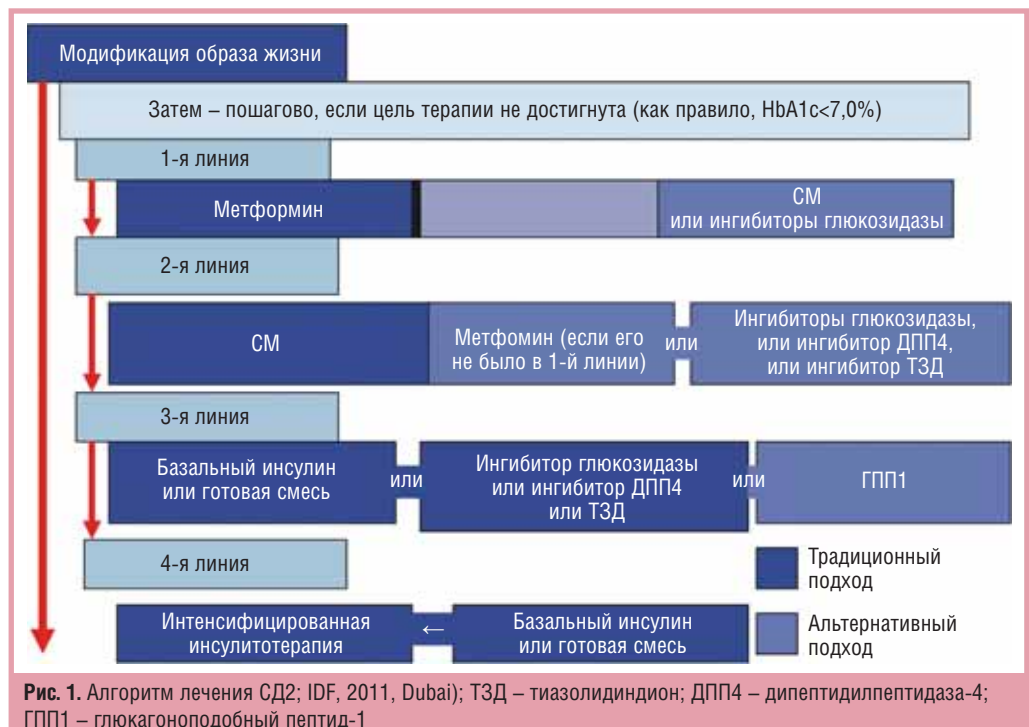 Модификация образа жизни
Затем – пошагово, если цель терапии не достигнута (как правило, HbA1c<7,0%)
1-я линия
Метформин
СМ
или ингибиторы глюкозидазы
2-я линия
СМ
Метфомин (если его
не было в 1-й линии)
или
Ингибиторы глюкозидазы,
или ингибитор ДПП4,
или ингибитор ТЗД
3-я линия
Базальный инсулин
или готовая смесь
или
Ингибитор глюкозидазы
или ингибитор ДПП4
или ТЗД
или
ГПП1
4-я линия
Интенсифицированная
инсулитотерапия
←
Базальный инсулин
или готовая смесь
Традиционный
подход
Альтернативный
подход
Рис. 1. Алгоритм лечения СД2; IDF, 2011, Dubai); ТЗД – тиазолидиндион; ДПП4 – дипептидилпептидаза-4;
ГПП1 – глюкагоноподобный пептид-1